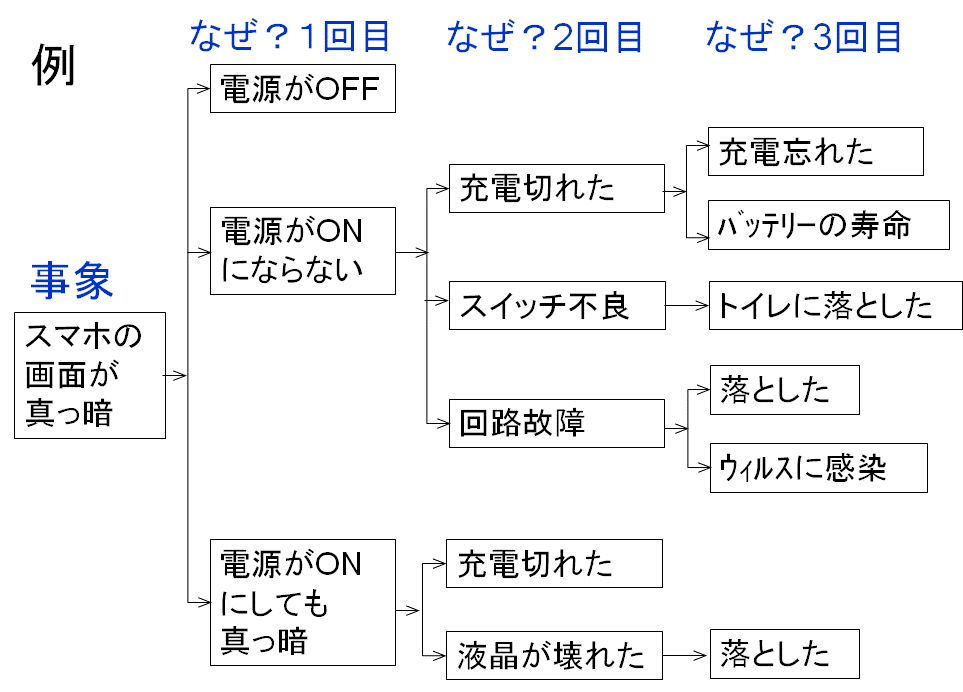 例
なぜ？１回目
なぜ？２回目
なぜ？３回目
事象
スマホの
画面が
真っ暗
電源がＯＦＦ
電源がＯＮ
にならない
充電切れた
充電忘れた
ﾊﾞｯﾃﾘｰの寿命
スイッチ不良
トイレに落とした
回路故障
落とした
ｳｨﾙｽに感染
電源がＯＮ
にしても
真っ暗
充電切れた
液晶が壊れた
落とした